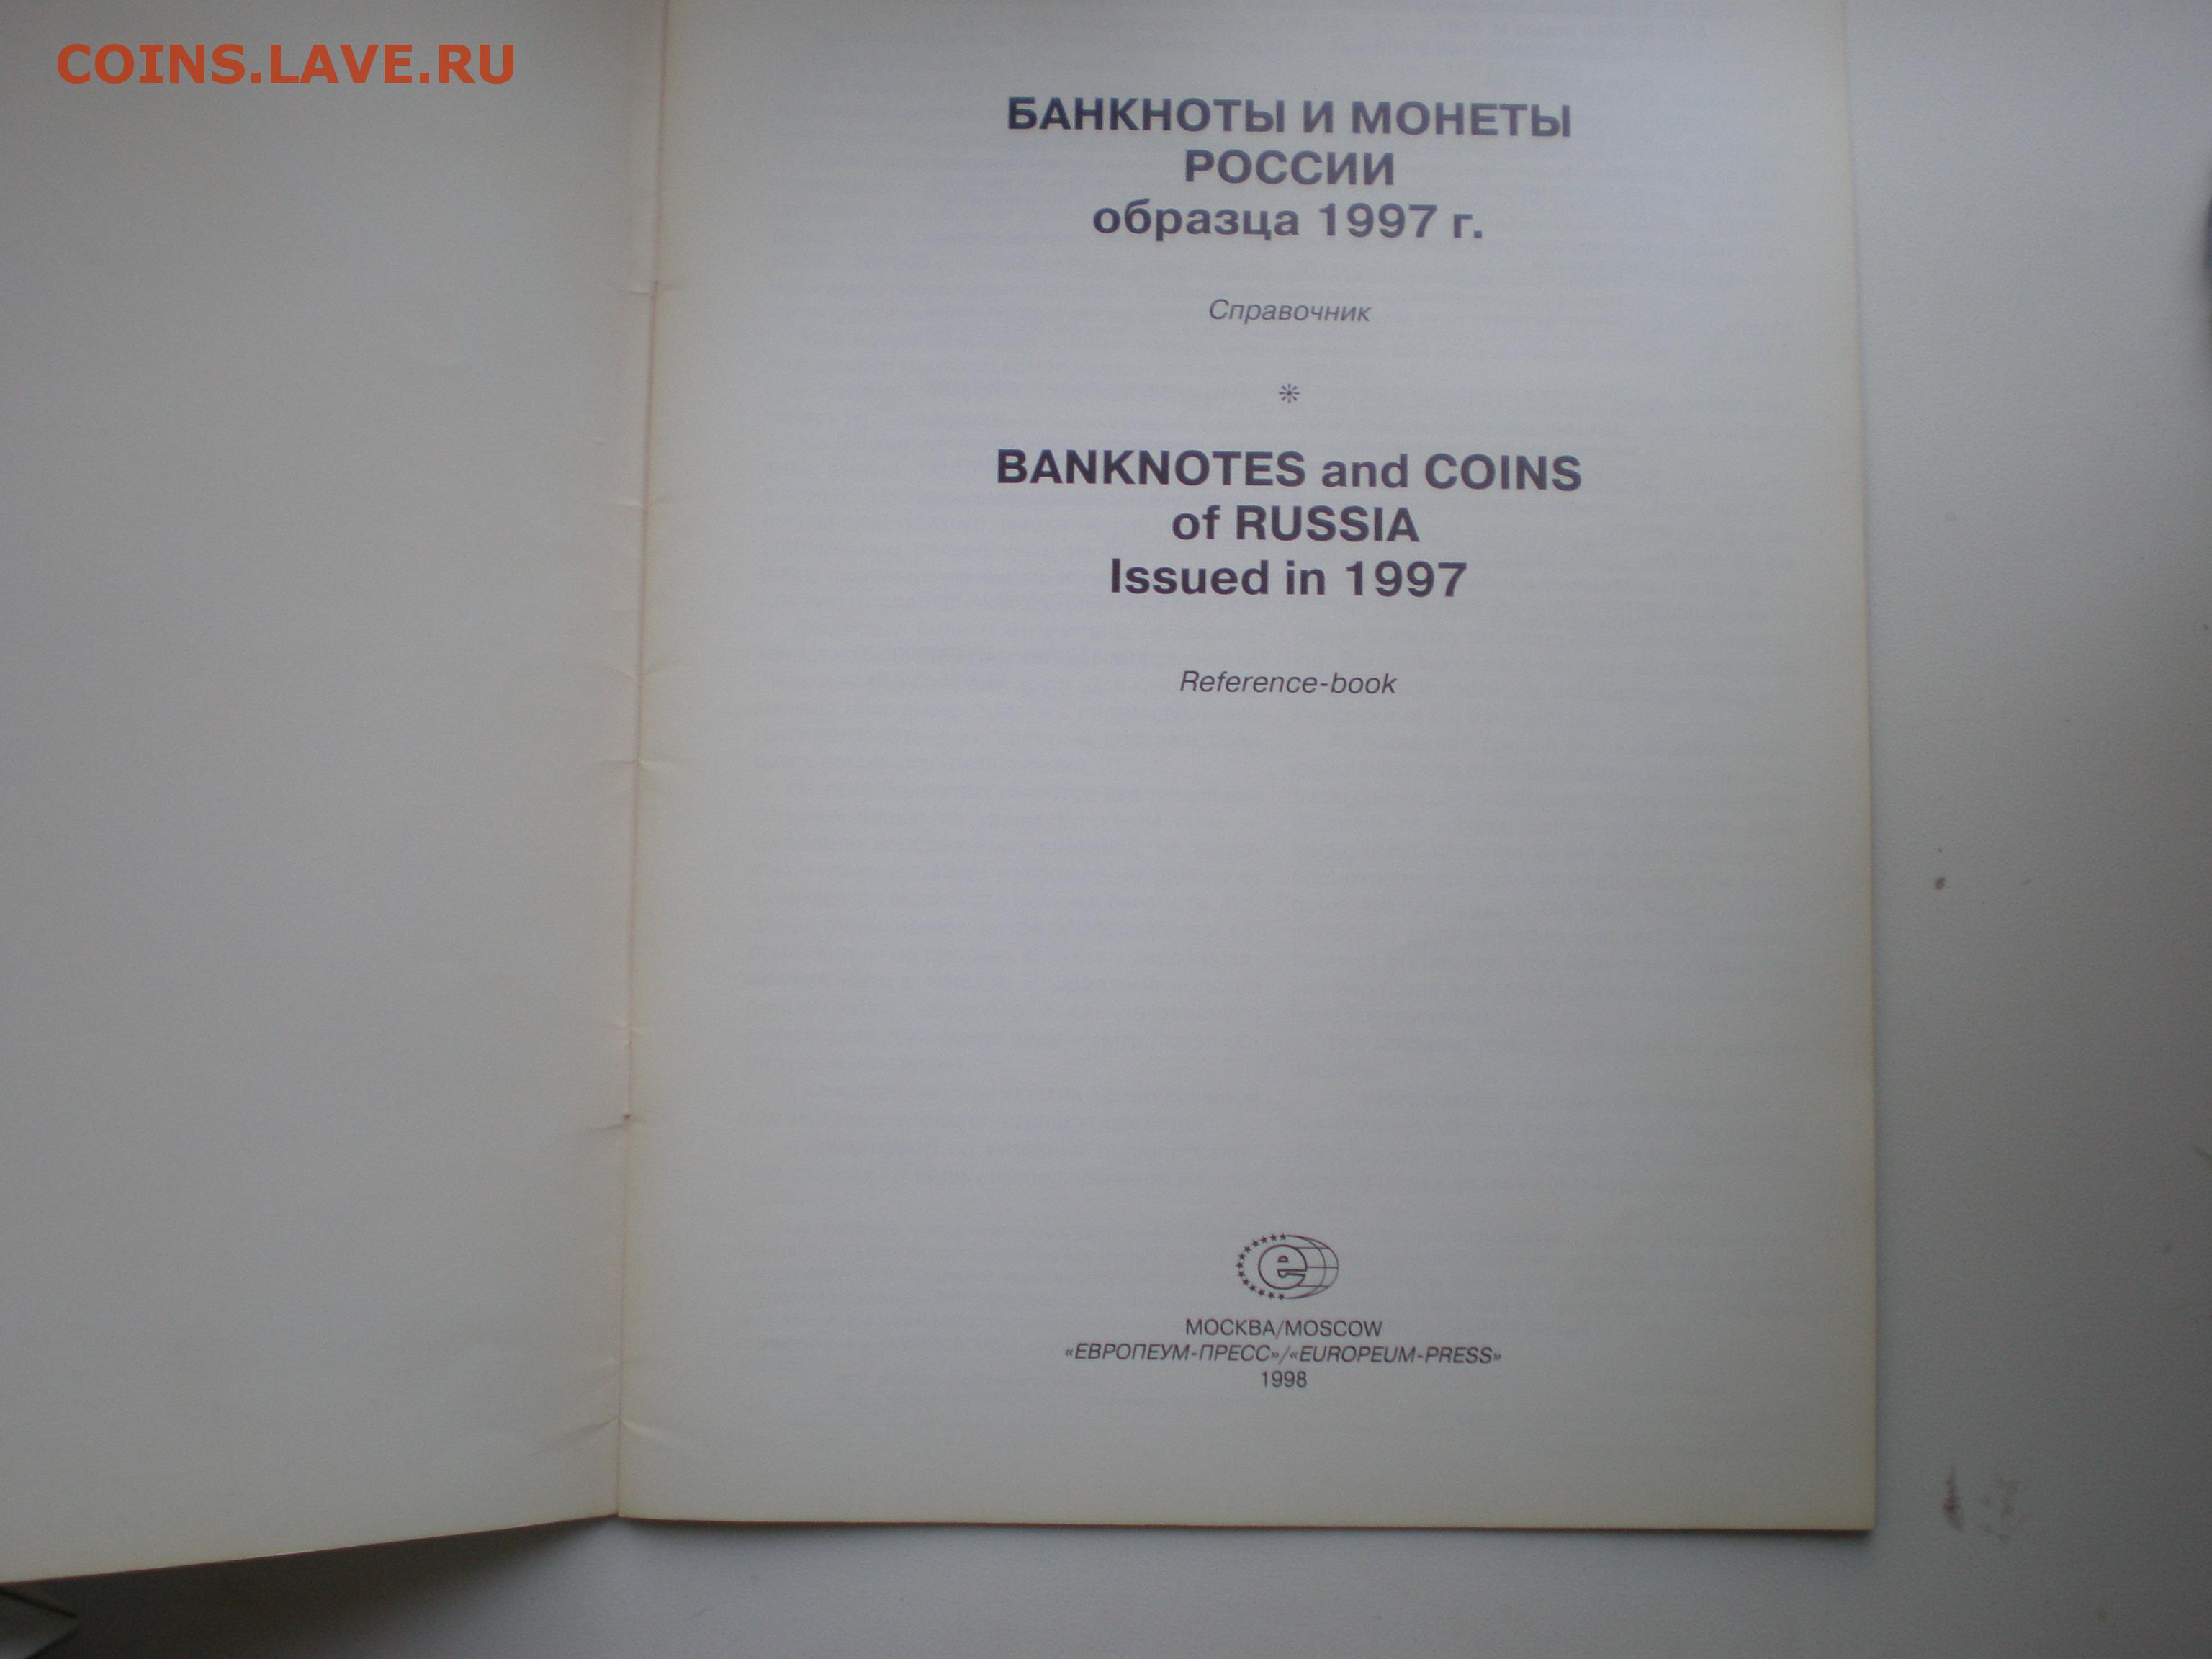 COINS.LAVE.RU
БАНКНОТЫ И МОНЕТЫ
РОССИИ
образца 1997 г.
Справочник
BANKNOTES and COINS
of RUSSIA
Issued in 1997
Reference-book
e
МОСКВА/MOSCOW
«ЕВРОПЕУМ-ПРЕСС»/«EUROPEUM-PRESS»
1998